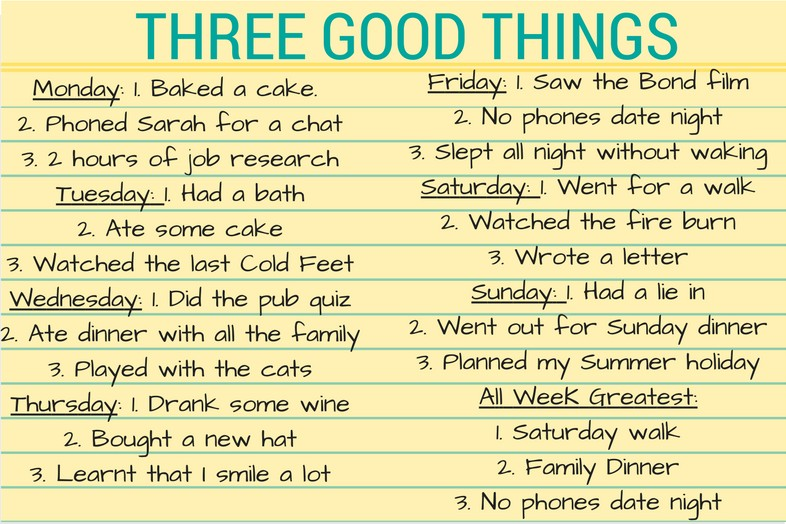 THREE GOOD THINGS
Monday: 1. Baked a cake.
2. Phoned Sarah for a chat
3. 2 hours of job research
Tuesday: 1. Had a bath
2. Ate some cake
3. Watched the last Cold Feet
Wednesday: 1. Did the pub quiz
2. Ate dinner with all the family
3. Played with the cats
Thursday: 1. Drank some wine
2. Bought a new hat
3. Learnt that I smile a lot
Friday: 1. Saw the Bond film
2. No phones date night
3. Slept all night without waking
Saturday: 1. Went for a walk
2. Watched the fire burn
3. Wrote a letter
Sunday: 1. Had a lie in
2. Went out for Sunday dinner
3. Planned my Summer holiday
All Week Greatest:
1. Saturday walk
2. Family Dinner
3. No phones date night